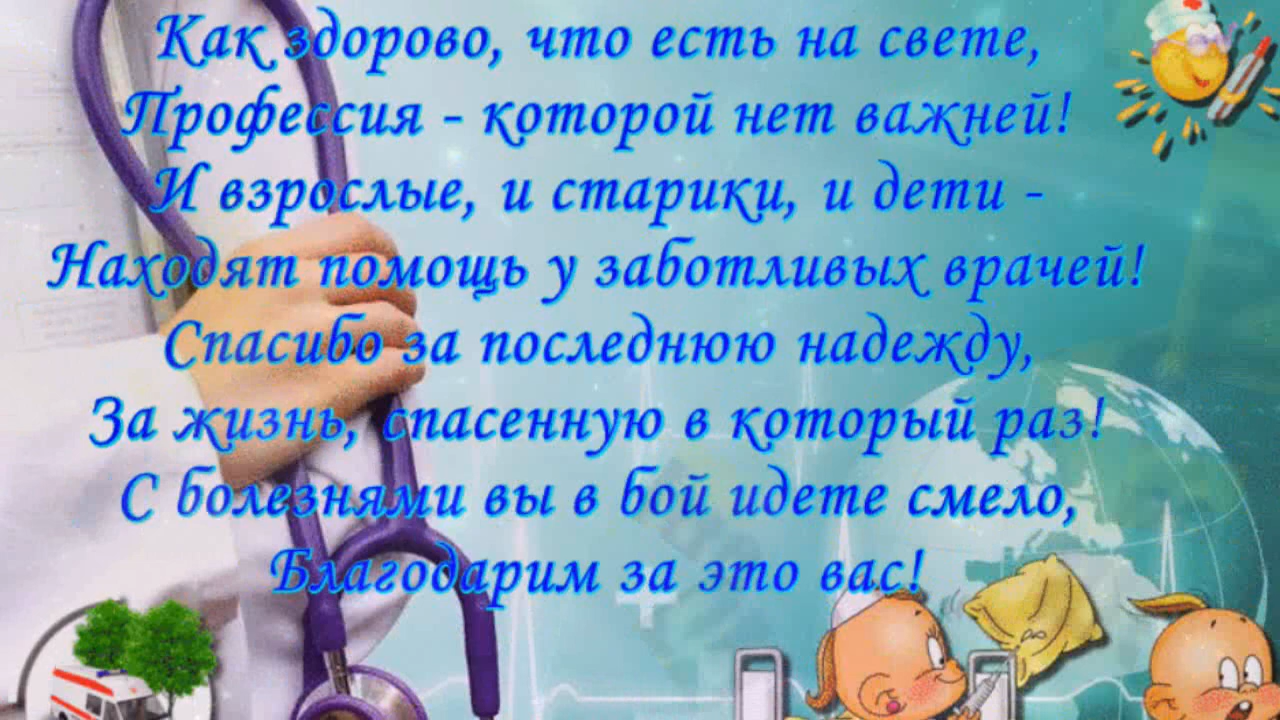 Как здорово, что есть на свете,
Профессия - которой нет важней!
И взрослые, и старики, и дети -
Находят помощь у заботливых врачей!
Спасибо за последнюю надежду,
За жизнь, спасенную в который раз!
С болезнями вы в бой идете смело,
Благодарим за это вас!